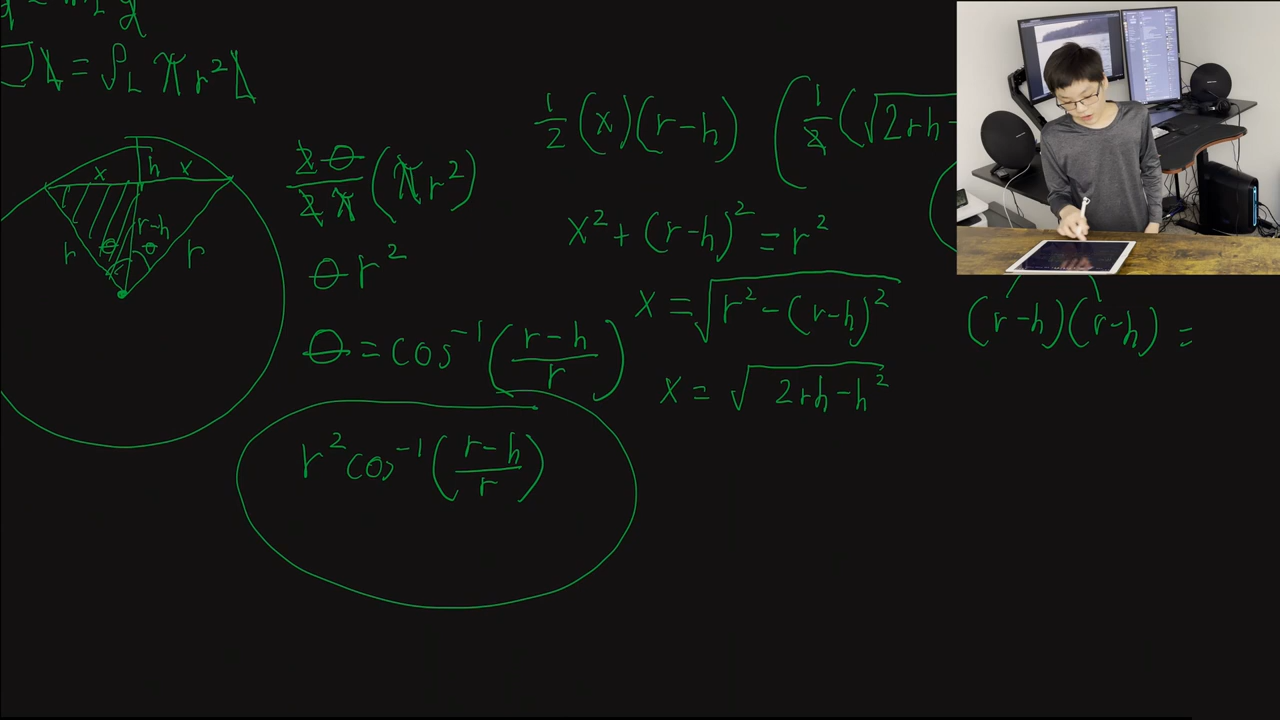 = ρ_L π r² L
h
x x
r-h
θ θ
r r
2θ/2π (πr²)
θ r²
θ = cos⁻¹((r-h)/r)
r² cos⁻¹((r-h)/r)
1/2 (x)(r-h) (1/2 (√2rh-
x² + (r-h)² = r²
x = √r² - (r-h)²
x = √2rh-h²
(r-h)(r-h) =